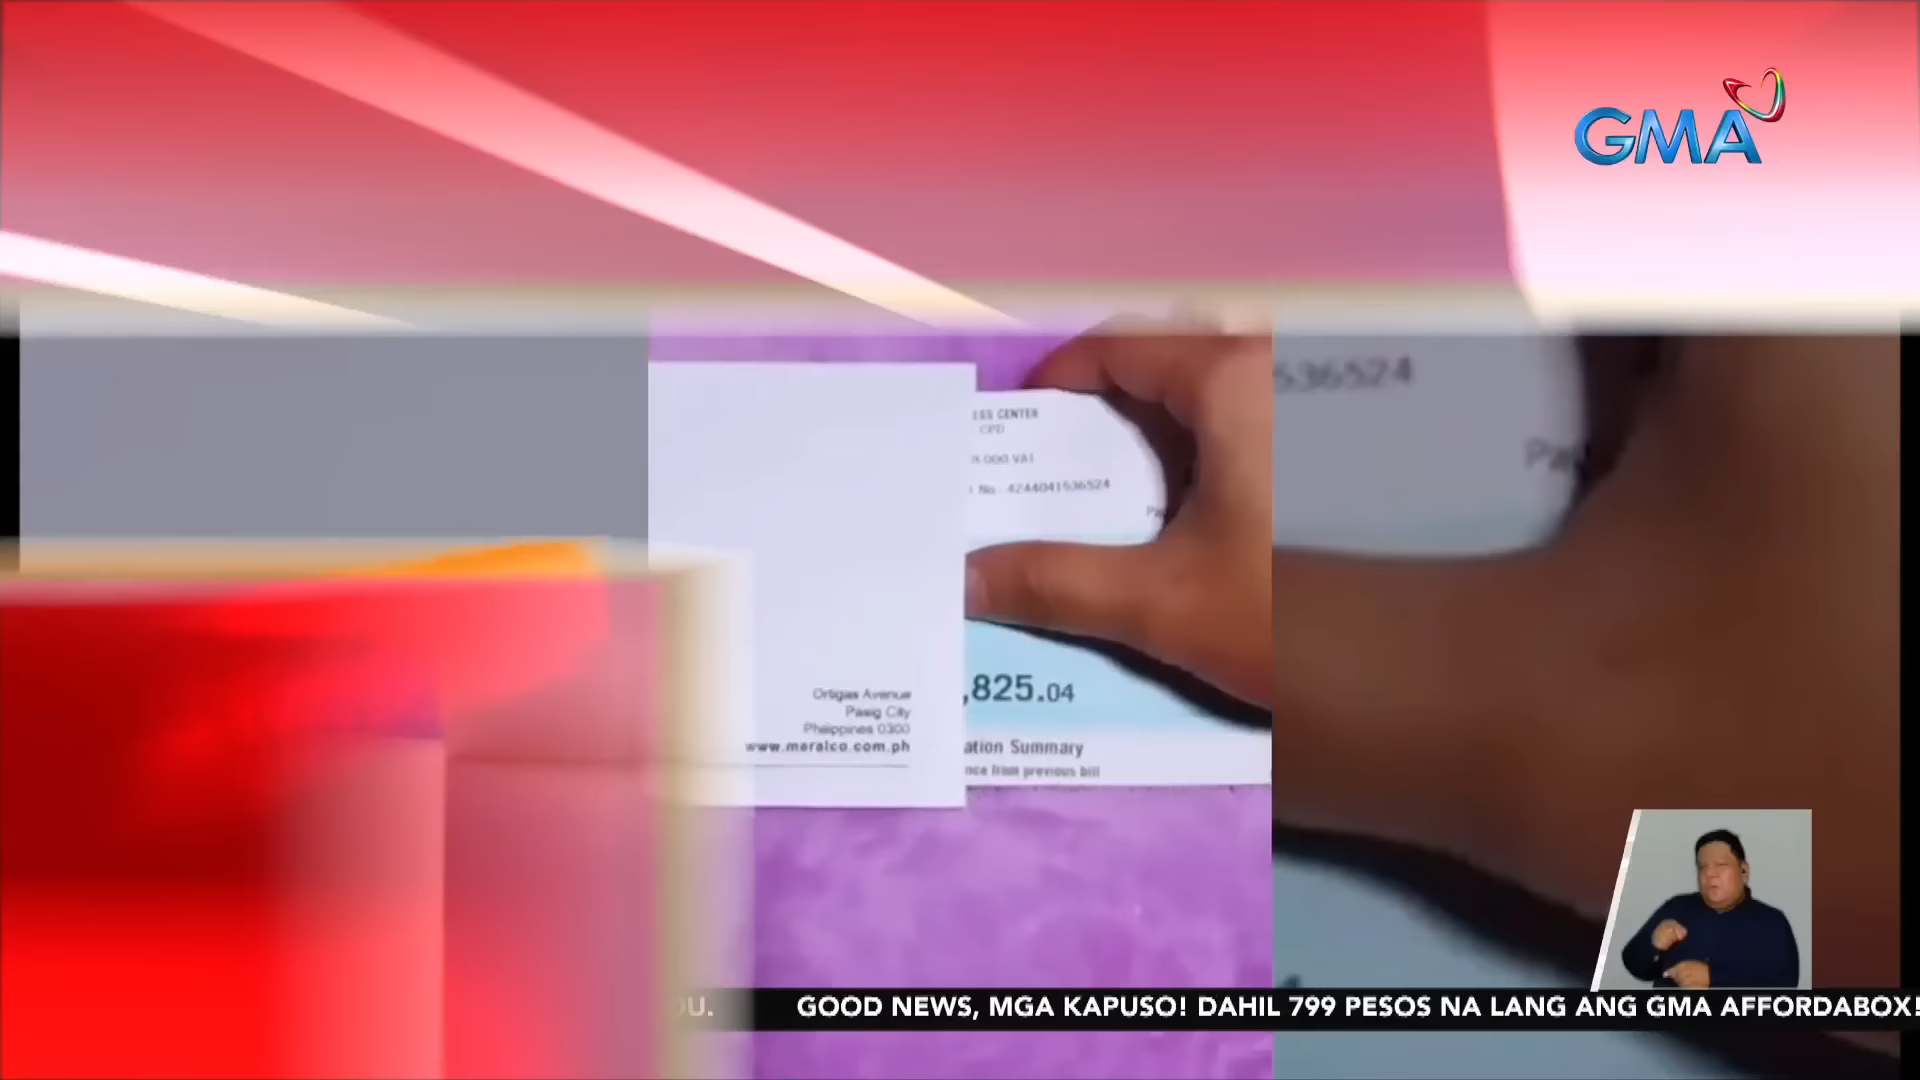 GMA
536524
ESS CENTER
CPD
No. 4244041536524
,825.04
Ortigas Avenue
Pasig City
Philippines 0300
www.meralco.com.ph
ation Summary
nce from previous bill
OU. GOOD NEWS, MGA KAPUSO! DAHIL 799 PESOS NA LANG ANG GMA AFFORDABOX!